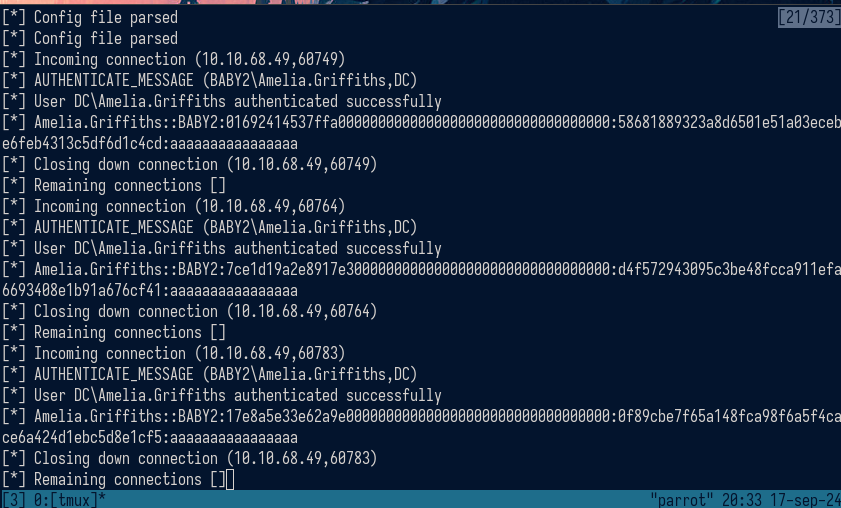 [*] Config file parsed [21/373]
[*] Config file parsed
[*] Incoming connection (10.10.68.49,60749)
[*] AUTHENTICATE_MESSAGE (BABY2\Amelia.Griffiths,DC)
[*] User DC\Amelia.Griffiths authenticated successfully
[*] Amelia.Griffiths::BABY2:01692414537ffa0000000000000000000000000000000000:58681889323a8d6501e51a03eceb
e6feb4313c5df6d1c4cd:aaaaaaaaaaaaaaaa
[*] Closing down connection (10.10.68.49,60749)
[*] Remaining connections []
[*] Incoming connection (10.10.68.49,60764)
[*] AUTHENTICATE_MESSAGE (BABY2\Amelia.Griffiths,DC)
[*] User DC\Amelia.Griffiths authenticated successfully
[*] Amelia.Griffiths::BABY2:7ce1d19a2e8917e300000000000000000000000000000000:d4f572943095c3be48fcca911efa
6693408e1b91a676cf41:aaaaaaaaaaaaaaaa
[*] Closing down connection (10.10.68.49,60764)
[*] Remaining connections []
[*] Incoming connection (10.10.68.49,60783)
[*] AUTHENTICATE_MESSAGE (BABY2\Amelia.Griffiths,DC)
[*] User DC\Amelia.Griffiths authenticated successfully
[*] Amelia.Griffiths::BABY2:17e8a5e33e62a9e000000000000000000000000000000000:0f89cbe7f65a148fca98f6a5f4ca
ce6a424d1ebc5d8e1cf5:aaaaaaaaaaaaaaaa
[*] Closing down connection (10.10.68.49,60783)
[*] Remaining connections []
[3] 0:[tmux]* "parrot" 20:33 17-sep-24